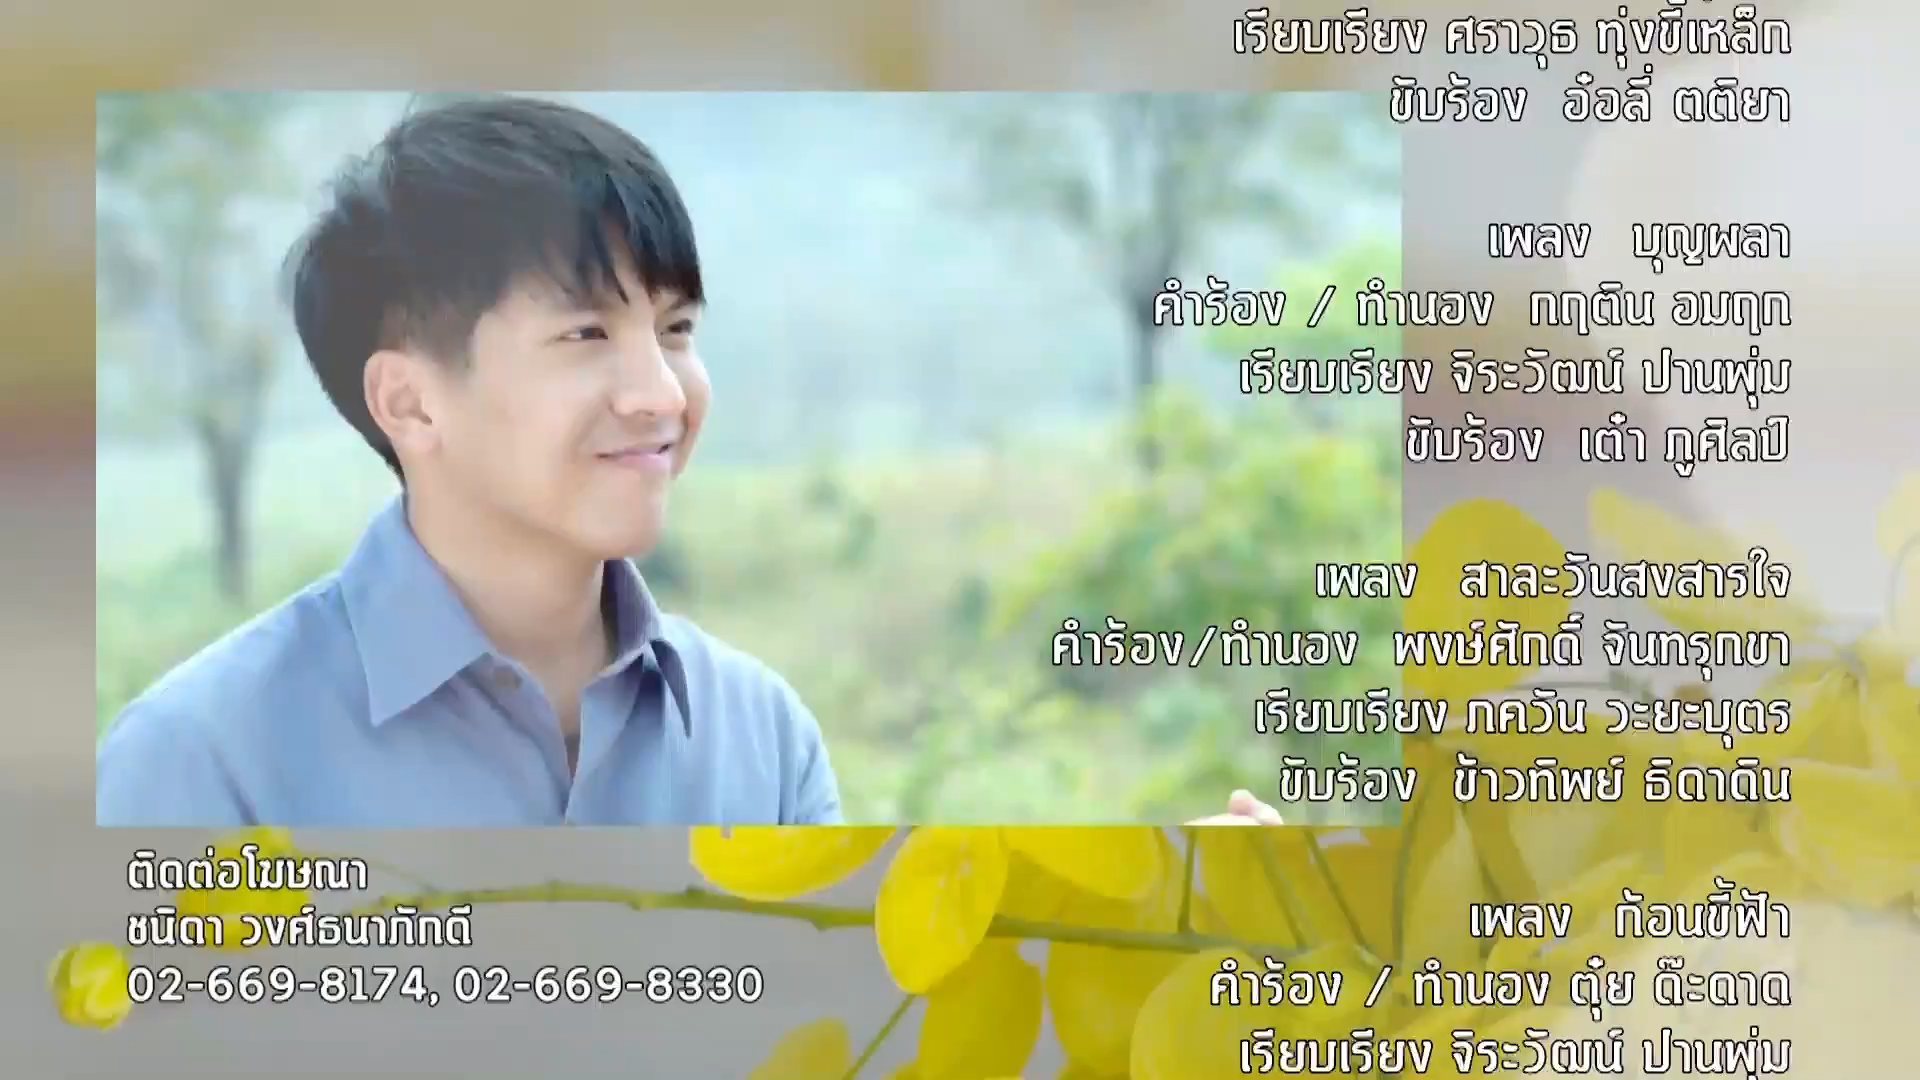 เรียบเรียง ศราวุธ ทุ่งขี้เหล็ก
ขับร้อง อ๋อลี่ ตติยา
เพลง บุญผลา
คำร้อง / ทำนอง กฤติน อมฤก
เรียบเรียง จิระวัฒน์ ปานพุ่ม
ขับร้อง เต๋า ภูศิลป์
เพลง สาละวันสงสารใจ
คำร้อง/ทำนอง พงษ์ศักดิ์ จันทรุกขา
เรียบเรียง ภควัน วะยะบุตร
ขับร้อง ข้าวทิพย์ ธิดาดิน
เพลง ก้อนขี้ฟ้า
คำร้อง / ทำนอง ตุ๋ย ด๊ะดาด
เรียบเรียง จิระวัฒน์ ปานพุ่ม
ติดต่อโฆษณา
ชนิดา วงศ์ธนาภักดี
02-669-8174, 02-669-8330